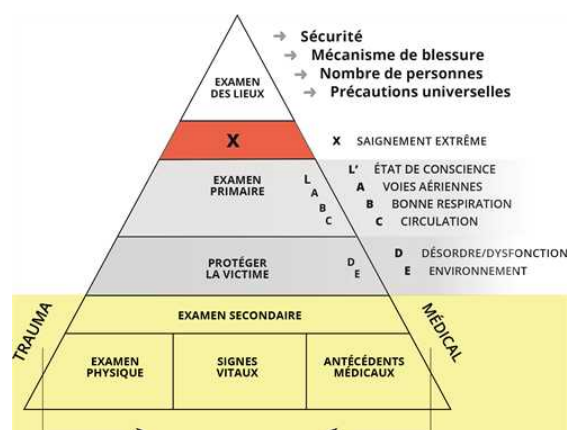 ➔ Sécurité
➔ Mécanisme de blessure
➔ Nombre de personnes
➔ Précautions universelles
EXAMEN
DES LIEUX
X
X SAIGNEMENT EXTRÊME
EXAMEN
PRIMAIRE
L
A
B
C
L' ÉTAT DE CONSCIENCE
A VOIES AÉRIENNES
B BONNE RESPIRATION
C CIRCULATION
PROTÉGER
LA VICTIME
D
E
D DÉSORDRE/DYSFONCTION
E ENVIRONNEMENT
TRAUMA
EXAMEN SECONDAIRE
MÉDICAL
EXAMEN
PHYSIQUE
SIGNES
VITAUX
ANTÉCÉDENTS
MÉDICAUX